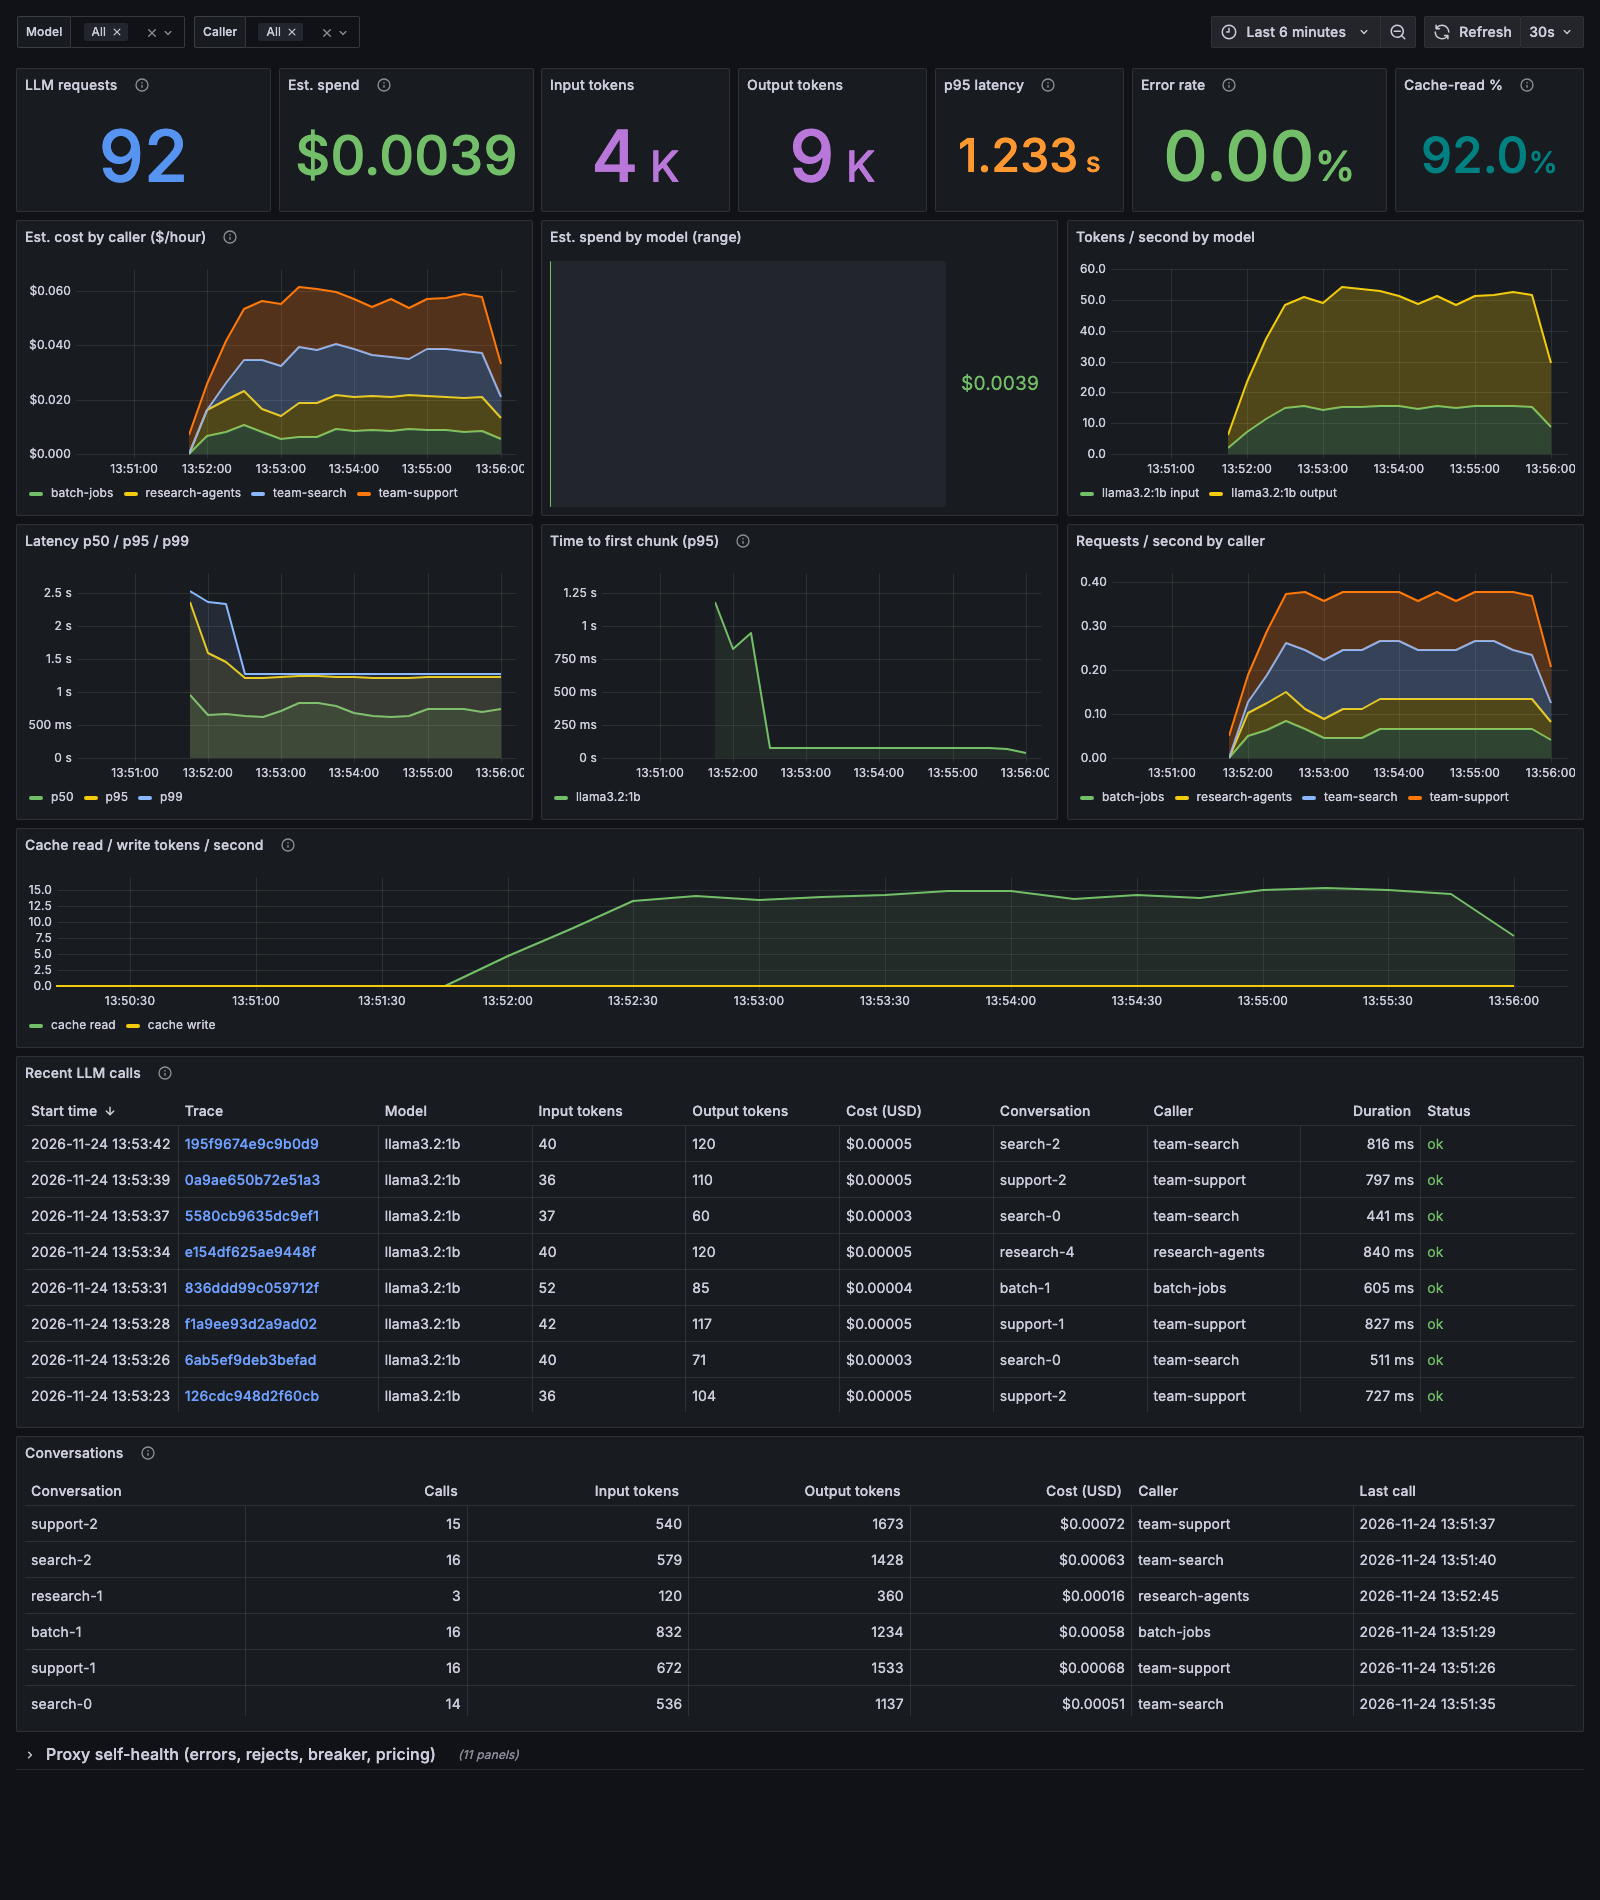 Model All Caller All Last 6 minutes Refresh 30s
LLM requests Est. spend Input tokens Output tokens p95 latency Error rate Cache-read %
92 $0.0039 4 K 9 K 1.233 s 0.00% 92.0%
Est. cost by caller ($/hour)
$0.060
$0.040
$0.020
$0.000
13:51:00 13:52:00 13:53:00 13:54:00 13:55:00 13:56:00
batch-jobs research-agents team-search team-support
Est. spend by model (range)
$0.0039
Tokens / second by model
60.0
50.0
40.0
30.0
20.0
10.0
0.0
13:51:00 13:52:00 13:53:00 13:54:00 13:55:00 13:56:00
llama3.2:1b input llama3.2:1b output
Latency p50 / p95 / p99
2.5 s
2 s
1.5 s
1 s
500 ms
0 s
13:51:00 13:52:00 13:53:00 13:54:00 13:55:00 13:56:00
p50 p95 p99
Time to first chunk (p95)
1.25 s
1 s
750 ms
500 ms
250 ms
0 s
13:51:00 13:52:00 13:53:00 13:54:00 13:55:00 13:56:00
llama3.2:1b
Requests / second by caller
0.40
0.30
0.20
0.10
0.00
13:51:00 13:52:00 13:53:00 13:54:00 13:55:00 13:56:00
batch-jobs research-agents team-search team-support
Cache read / write tokens / second
15.0
12.5
10.0
7.5
5.0
2.5
0.0
13:50:30 13:51:00 13:51:30 13:52:00 13:52:30 13:53:00 13:53:30 13:54:00 13:54:30 13:55:00 13:55:30 13:56:00
cache read cache write
Recent LLM calls
Start time Trace Model Input tokens Output tokens Cost (USD) Conversation Caller Duration Status
2026-11-24 13:53:42 195f9674e9c9b0d9 llama3.2:1b 40 120 $0.00005 search-2 team-search 816 ms ok
2026-11-24 13:53:39 0a9ae650b72e51a3 llama3.2:1b 36 110 $0.00005 support-2 team-support 797 ms ok
2026-11-24 13:53:37 5580cb9635dc9ef1 llama3.2:1b 37 60 $0.00003 search-0 team-search 441 ms ok
2026-11-24 13:53:34 e154df625ae9448f llama3.2:1b 40 120 $0.00005 research-4 research-agents 840 ms ok
2026-11-24 13:53:31 836ddd99c059712f llama3.2:1b 52 85 $0.00004 batch-1 batch-jobs 605 ms ok
2026-11-24 13:53:28 f1a9ee93d2a9ad02 llama3.2:1b 42 117 $0.00005 support-1 team-support 827 ms ok
2026-11-24 13:53:26 6ab5ef9deb3befad llama3.2:1b 40 71 $0.00003 search-0 team-search 511 ms ok
2026-11-24 13:53:23 126cdc948d2f60cb llama3.2:1b 36 104 $0.00005 support-2 team-support 727 ms ok
Conversations
Conversation Calls Input tokens Output tokens Cost (USD) Caller Last call
support-2 15 540 1673 $0.00072 team-support 2026-11-24 13:51:37
search-2 16 579 1428 $0.00063 team-search 2026-11-24 13:51:40
research-1 3 120 360 $0.00016 research-agents 2026-11-24 13:52:45
batch-1 16 832 1234 $0.00058 batch-jobs 2026-11-24 13:51:29
support-1 16 672 1533 $0.00068 team-support 2026-11-24 13:51:26
search-0 14 536 1137 $0.00051 team-search 2026-11-24 13:51:35
Proxy self-health (errors, rejects, breaker, pricing) (11 panels)